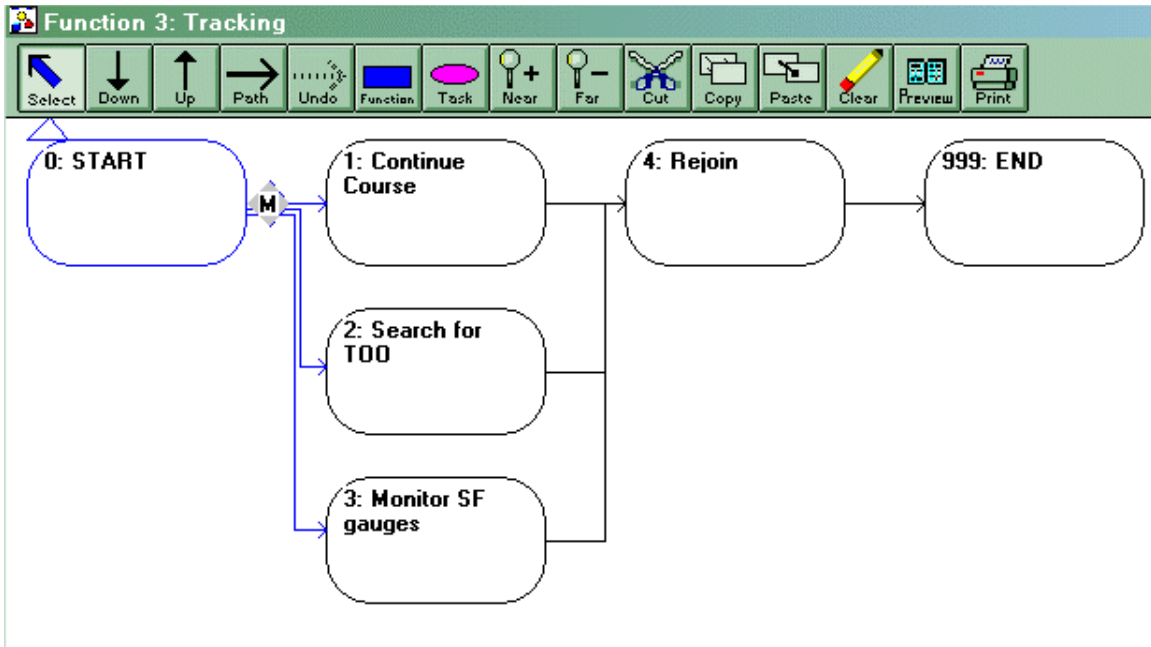 Function 3: Tracking
Select
Down
Up
Path
Undo
Function
Task
Near
Far
Cut
Copy
Paste
Clear
Preview
Print
0: START
M
1: Continue
Course
4: Rejoin
999: END
2: Search for
TOO
3: Monitor SF
gauges